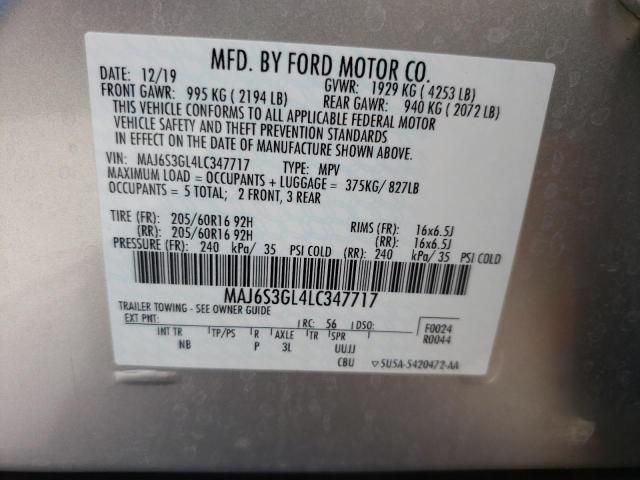 MFD. BY FORD MOTOR CO.
DATE: 12/19 GVWR: 1929 KG ( 4253 LB)
FRONT GAWR: 995 KG ( 2194 LB) REAR GAWR: 940 KG ( 2072 LB)
THIS VEHICLE CONFORMS TO ALL APPLICABLE FEDERAL MOTOR
VEHICLE SAFETY AND THEFT PREVENTION STANDARDS
IN EFFECT ON THE DATE OF MANUFACTURE SHOWN ABOVE.
VIN: MAJ6S3GL4LC347717 TYPE: MPV
MAXIMUM LOAD = OCCUPANTS + LUGGAGE = 375KG/ 827LB
OCCUPANTS = 5 TOTAL; 2 FRONT, 3 REAR
TIRE (FR): 205/60R16 92H RIMS (FR): 16x6.5J
(RR): 205/60R16 92H (RR): 16x6.5J
PRESSURE (FR): 240 kPa/ 35 PSI COLD (RR): 240 kPa/ 35 PSI COLD
MAJ6S3GL4LC347717
TRAILER TOWING - SEE OWNER GUIDE
EXT PNT: RC: 56 DSO: F0024
INT TR TP/PS R AXLE TR SPR R0044
NB P 3L UUJJ
CBU 5U5A-5420472-AA